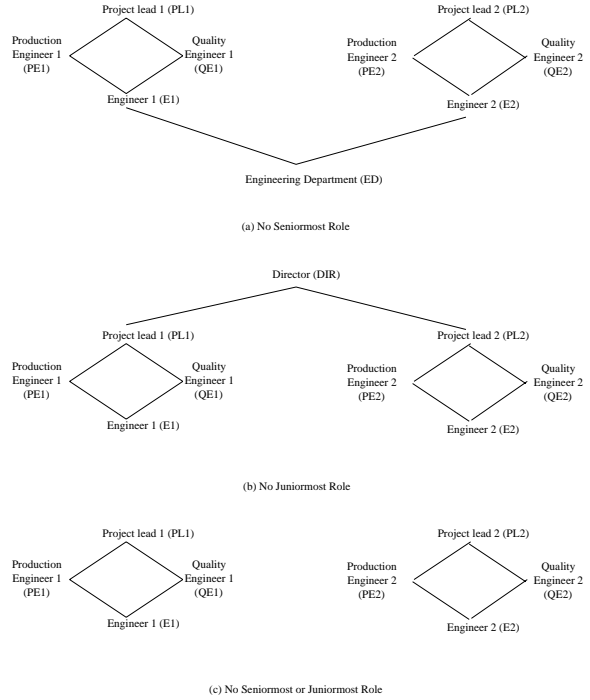 Project lead 1 (PL1)
Production
Engineer 1
(PE1)
Quality
Engineer 1
(QE1)
Engineer 1 (E1)
Project lead 2 (PL2)
Production
Engineer 2
(PE2)
Quality
Engineer 2
(QE2)
Engineer 2 (E2)
Engineering Department (ED)
(a) No Seniormost Role
Director (DIR)
Project lead 1 (PL1)
Production
Engineer 1
(PE1)
Quality
Engineer 1
(QE1)
Engineer 1 (E1)
Project lead 2 (PL2)
Production
Engineer 2
(PE2)
Quality
Engineer 2
(QE2)
Engineer 2 (E2)
(b) No Juniormost Role
Project lead 1 (PL1)
Production
Engineer 1
(PE1)
Quality
Engineer 1
(QE1)
Engineer 1 (E1)
Project lead 2 (PL2)
Production
Engineer 2
(PE2)
Quality
Engineer 2
(QE2)
Engineer 2 (E2)
(c) No Seniormost or Juniormost Role